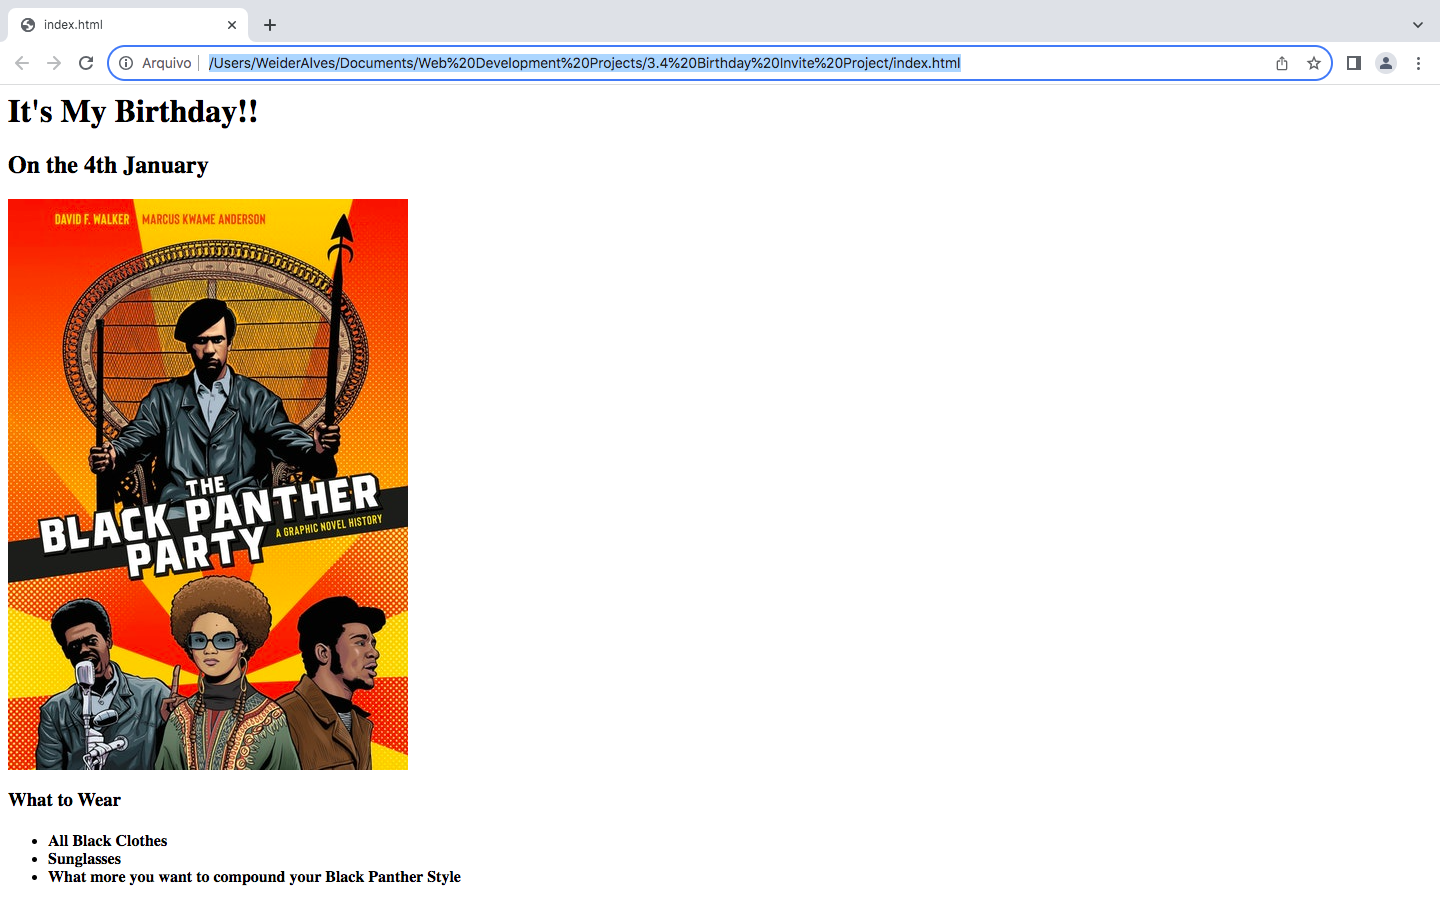 index.html
Arquivo /Users/WeiderAlves/Documents/Web%20Development%20Projects/3.4%20Birthday%20Invite%20Project/index.html
It's My Birthday!!
On the 4th January
DAVID F. WALKER MARCUS KWAME ANDERSON
THE
BLACK PANTHER
PARTY
A GRAPHIC NOVEL HISTORY
What to Wear
All Black Clothes
Sunglasses
What more you want to compound your Black Panther Style